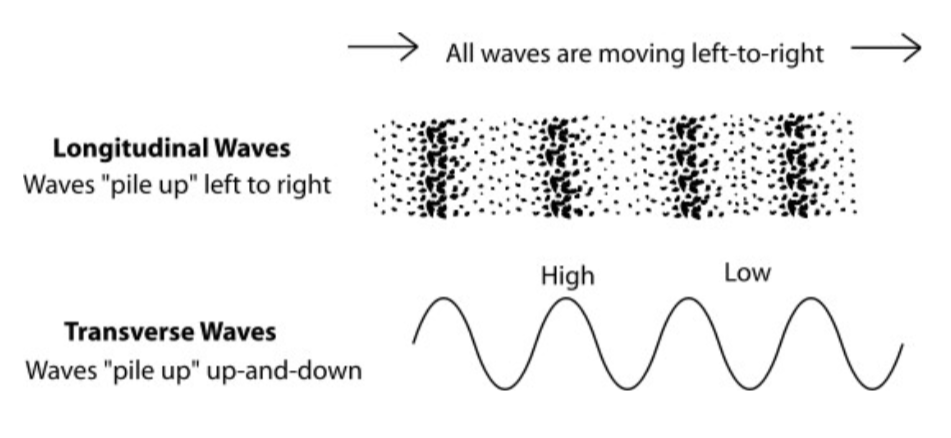 All waves are moving left-to-right
Longitudinal Waves
Waves "pile up" left to right
High
Low
Transverse Waves
Waves "pile up" up-and-down